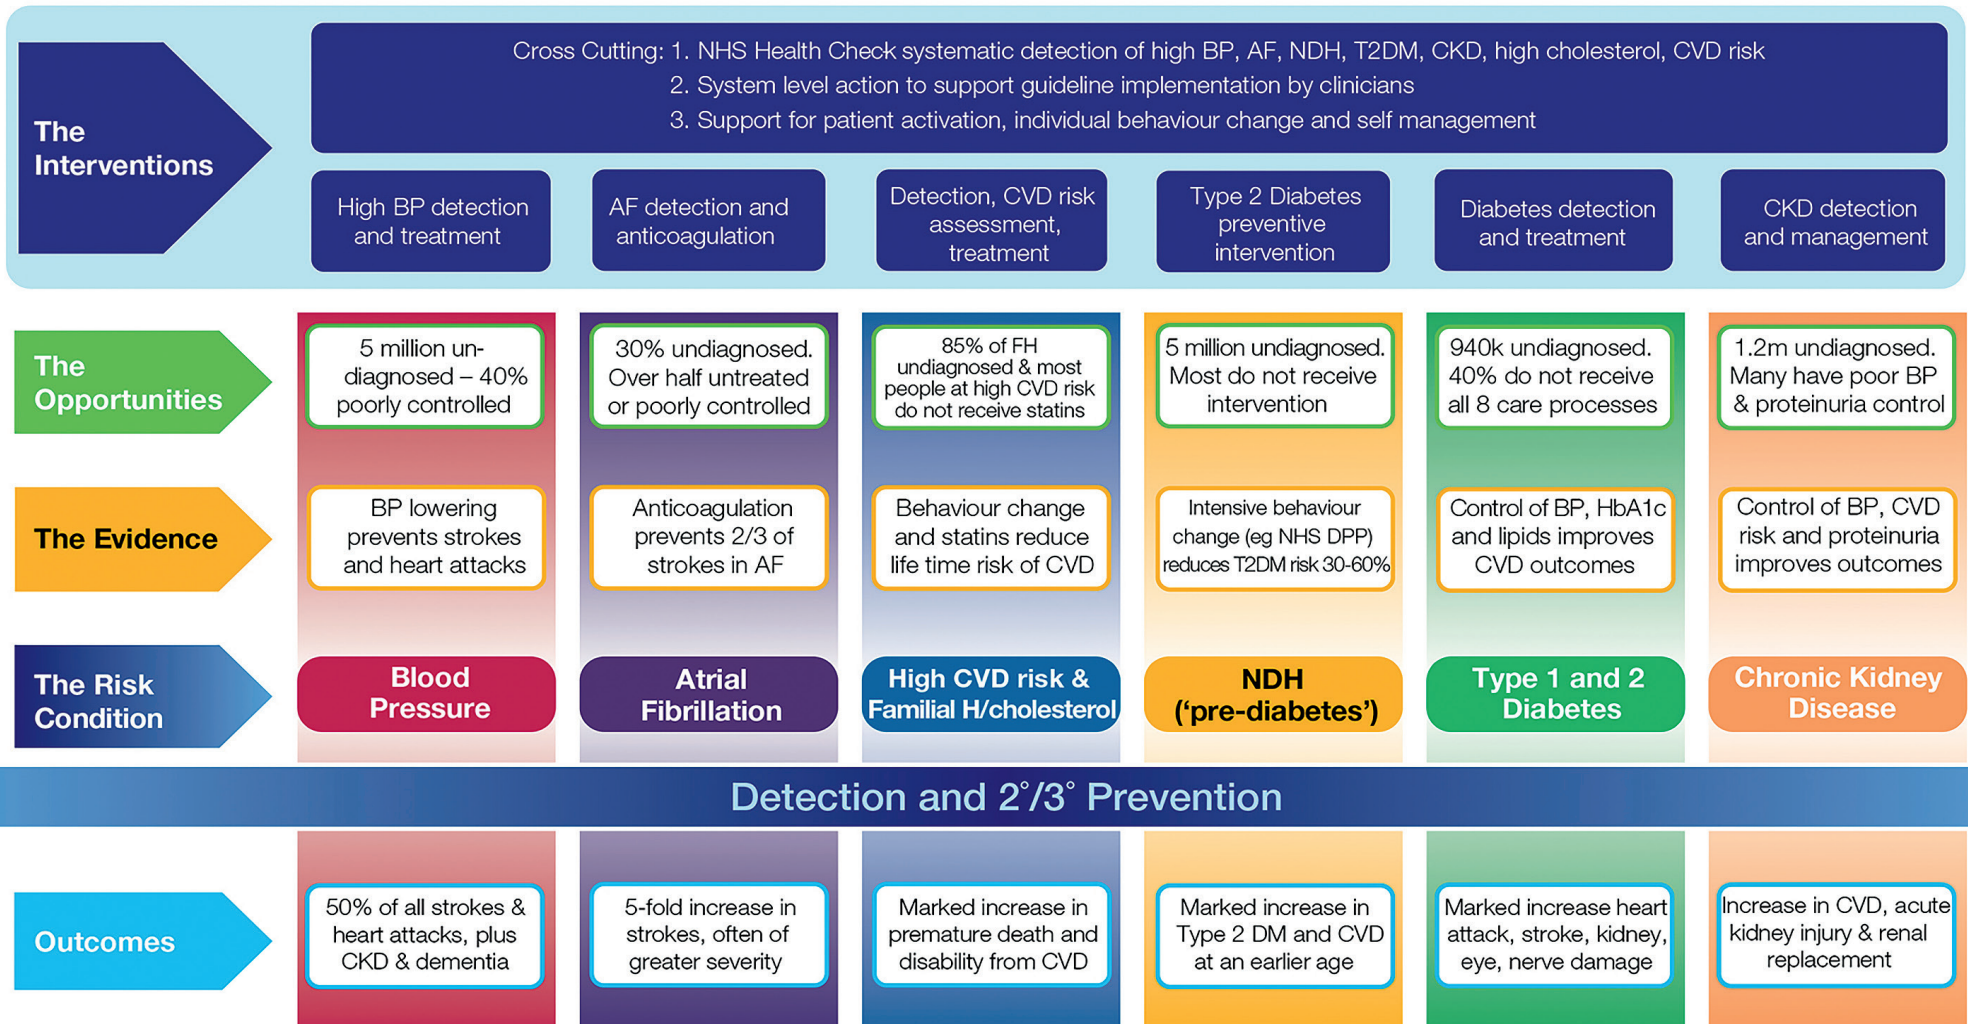 The
Interventions
Cross Cutting: 1. NHS Health Check systematic detection of high BP, AF, NDH, T2DM, CKD, high cholesterol, CVD risk
2. System level action to support guideline implementation by clinicians
3. Support for patient activation, individual behaviour change and self management
High BP detection
and treatment
AF detection and
anticoagulation
Detection, CVD risk
assessment,
treatment
Type 2 Diabetes
preventive
intervention
Diabetes detection
and treatment
CKD detection
and management
The
Opportunities
5 million un-
diagnosed – 40%
poorly controlled
30% undiagnosed.
Over half untreated
or poorly controlled
85% of FH
undiagnosed & most
people at high CVD risk
do not receive statins
5 million undiagnosed.
Most do not receive
intervention
940k undiagnosed.
40% do not receive
all 8 care processes
1.2m undiagnosed.
Many have poor BP
& proteinuria control
The Evidence
BP lowering
prevents strokes
and heart attacks
Anticoagulation
prevents 2/3 of
strokes in AF
Behaviour change
and statins reduce
life time risk of CVD
Intensive behaviour
change (eg NHS DPP)
reduces T2DM risk 30-60%
Control of BP, HbA1c
and lipids improves
CVD outcomes
Control of BP, CVD
risk and proteinuria
improves outcomes
The Risk
Condition
Blood
Pressure
Atrial
Fibrillation
High CVD risk &
Familial H/cholesterol
NDH
(‘pre-diabetes’)
Type 1 and 2
Diabetes
Chronic Kidney
Disease
Detection and 2°/3° Prevention
Outcomes
50% of all strokes &
heart attacks, plus
CKD & dementia
5-fold increase in
strokes, often of
greater severity
Marked increase in
premature death and
disability from CVD
Marked increase in
Type 2 DM and CVD
at an earlier age
Marked increase heart
attack, stroke, kidney,
eye, nerve damage
Increase in CVD, acute
kidney injury & renal
replacement